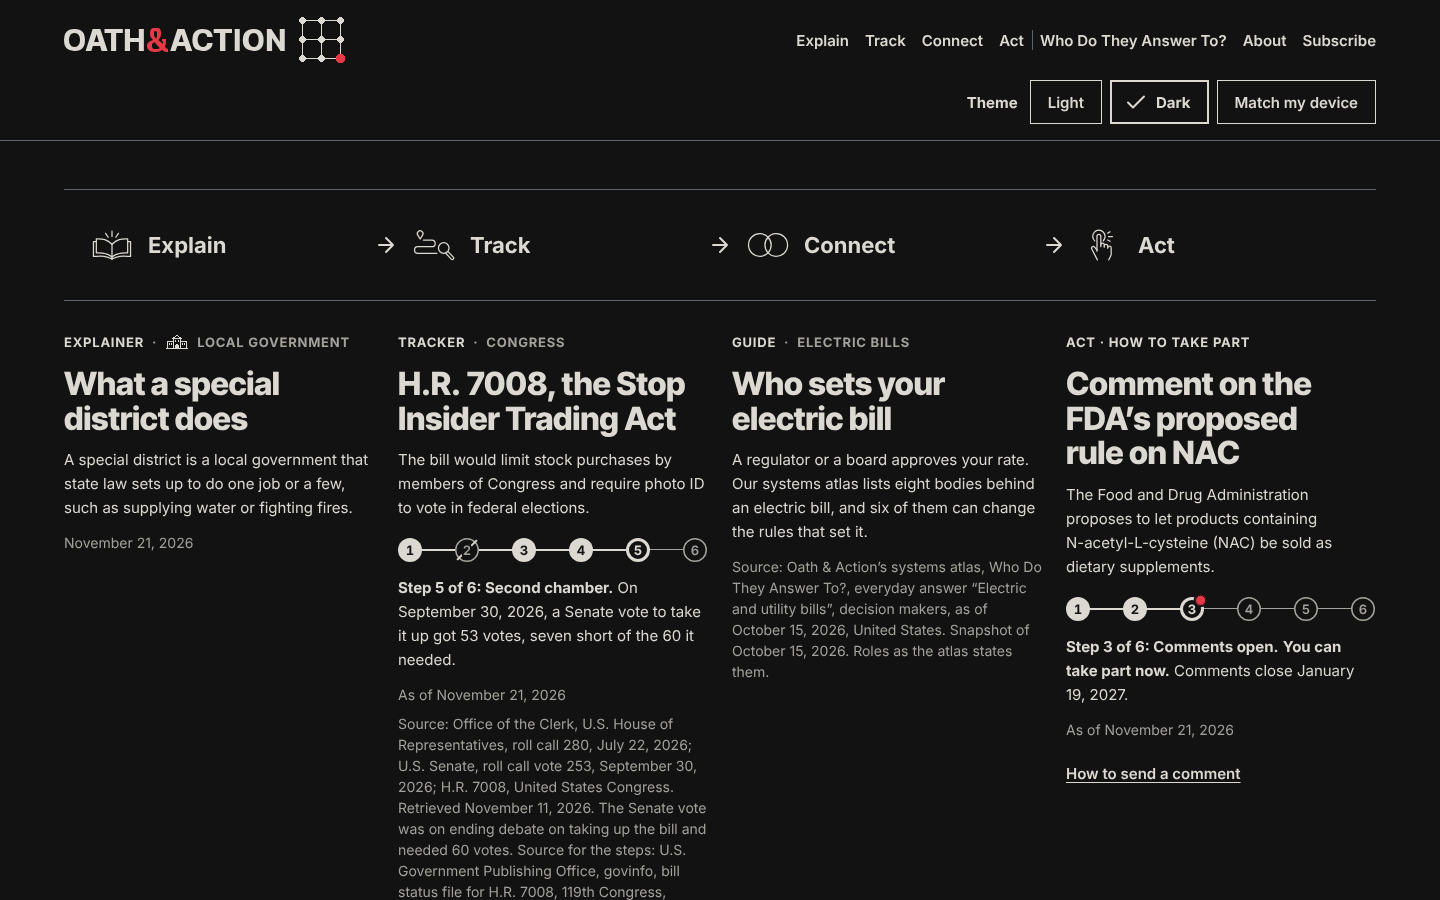 OATH&ACTION
Explain Track Connect Act Who Do They Answer To? About Subscribe
Theme Light Dark Match my device
Explain Track Connect Act
EXPLAINER · LOCAL GOVERNMENT
What a special
district does
A special district is a local government that
state law sets up to do one job or a few,
such as supplying water or fighting fires.
November 21, 2026
TRACKER · CONGRESS
H.R. 7008, the Stop
Insider Trading Act
The bill would limit stock purchases by
members of Congress and require photo ID
to vote in federal elections.
1 2 3 4 5 6
Step 5 of 6: Second chamber. On
September 30, 2026, a Senate vote to take
it up got 53 votes, seven short of the 60 it
needed.
As of November 21, 2026
Source: Office of the Clerk, U.S. House of
Representatives, roll call 280, July 22, 2026;
U.S. Senate, roll call vote 253, September 30,
2026; H.R. 7008, United States Congress.
Retrieved November 11, 2026. The Senate vote
was on ending debate on taking up the bill and
needed 60 votes. Source for the steps: U.S.
Government Publishing Office, govinfo, bill
status file for H.R. 7008, 119th Congress,
GUIDE · ELECTRIC BILLS
Who sets your
electric bill
A regulator or a board approves your rate.
Our systems atlas lists eight bodies behind
an electric bill, and six of them can change
the rules that set it.
Source: Oath & Action’s systems atlas, Who Do
They Answer To?, everyday answer “Electric
and utility bills”, decision makers, as of
October 15, 2026, United States. Snapshot of
October 15, 2026. Roles as the atlas states
them.
ACT · HOW TO TAKE PART
Comment on the
FDA’s proposed
rule on NAC
The Food and Drug Administration
proposes to let products containing
N-acetyl-L-cysteine (NAC) be sold as
dietary supplements.
1 2 3 4 5 6
Step 3 of 6: Comments open. You can
take part now. Comments close January
19, 2027.
As of November 21, 2026
How to send a comment